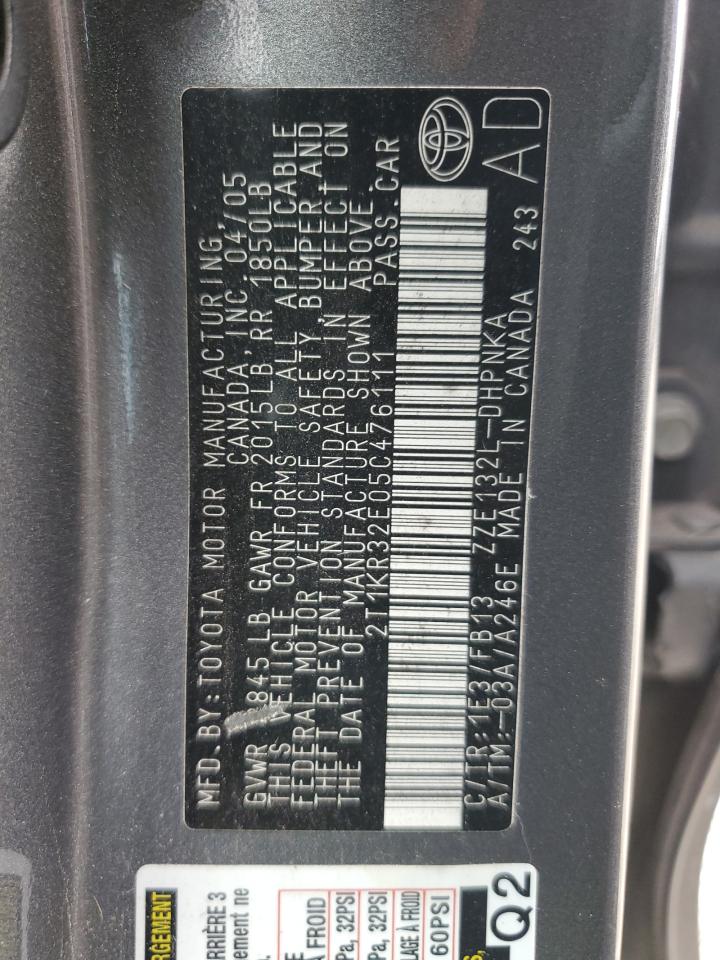 MFD.BY:TOYOTA MOTOR MANUFACTURING,
CANADA, INC 04/05
GVWR 3845 LB GAWR FR 2015LB, RR 1850LB
THIS VEHICLE CONFORMS TO ALL APPLICABLE
FEDERAL MOTOR VEHICLE SAFETY, BUMPER, AND
THEFT PREVENTION STANDARDS IN EFFECT ON
THE DATE OF MANUFACTURE SHOWN ABOVE.
2T1KR32E05C476111 PASS.CAR
C/TR:1E3/FB13 ZZE132L-DHPNKA
A/TM:-03A/A246E MADE IN CANADA 243
AD
ARRIÈRE 3
ement ne
À FROID
Pa, 32PSI
Pa, 32PSI
LAGE À FROID
60PSI
Q2